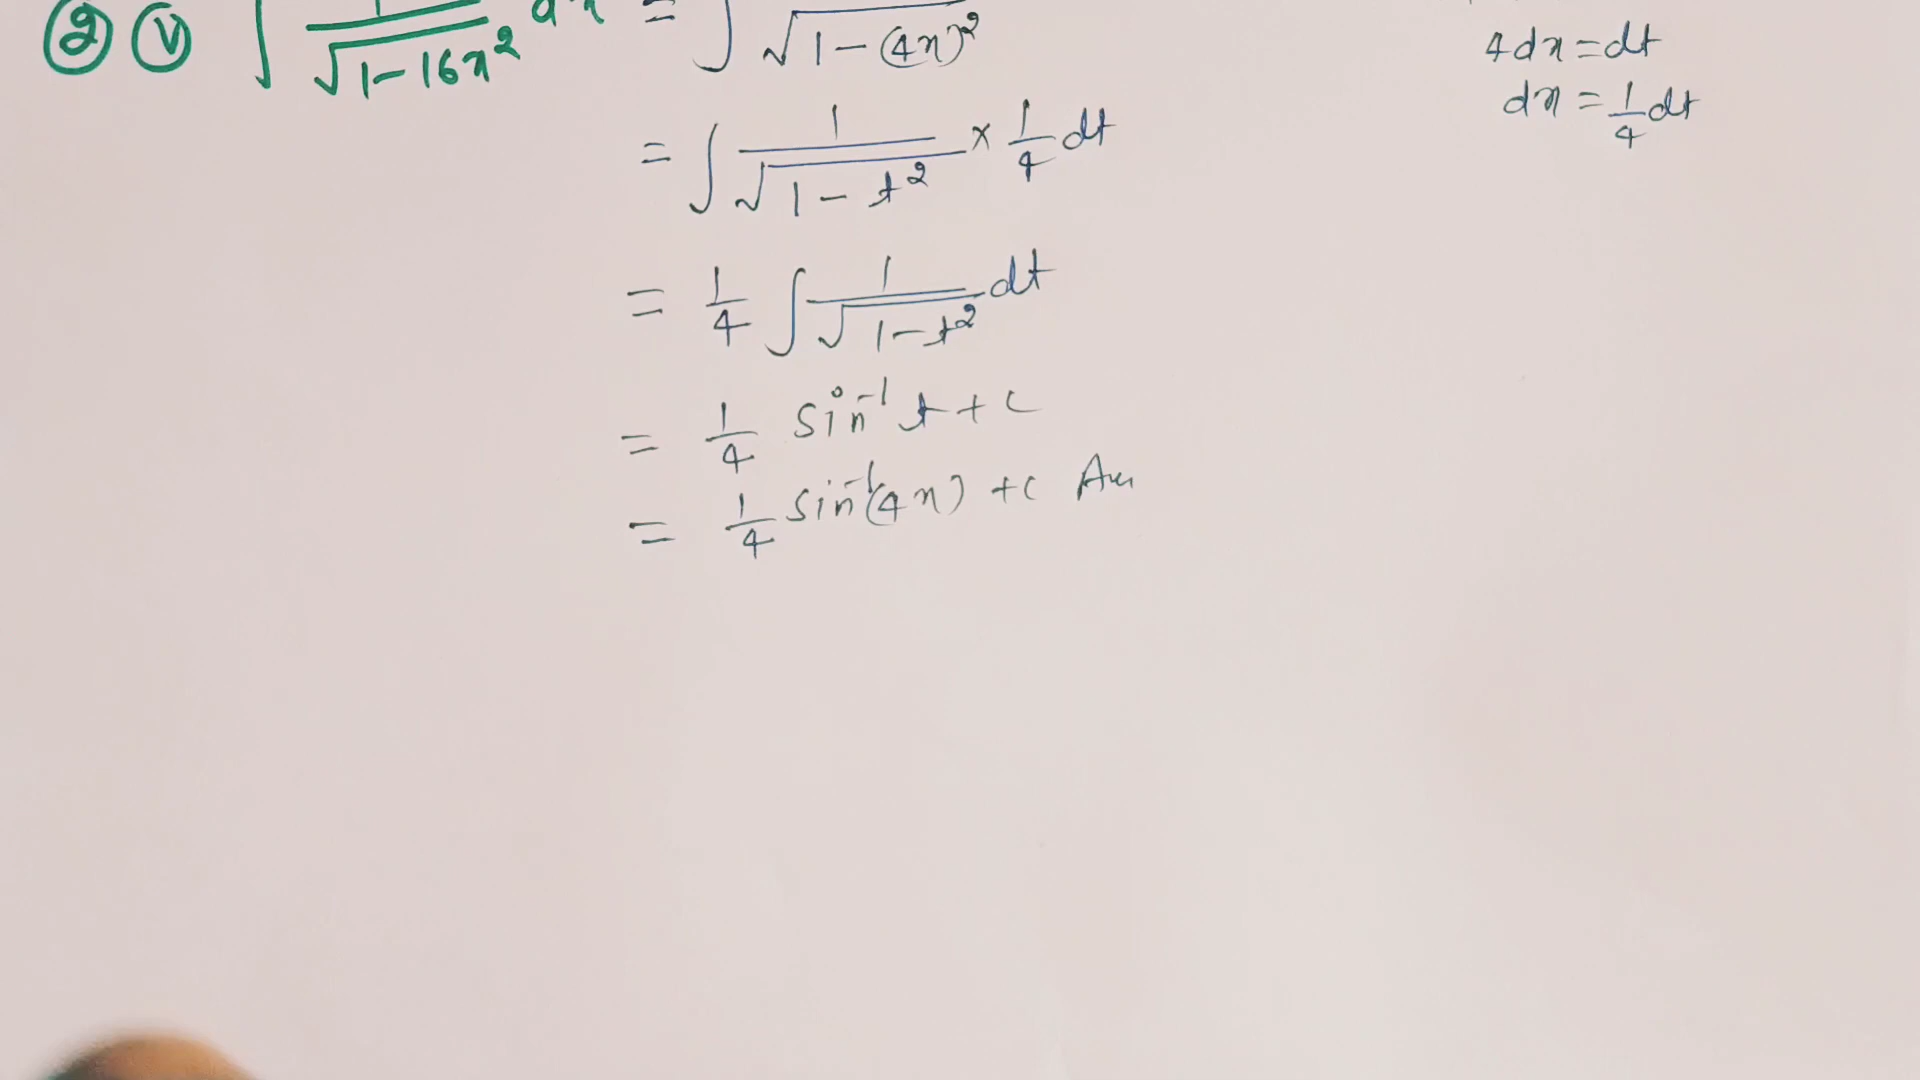 ② Ⓥ ∫ 1/√(1-16x²) dx = ∫ √(1-(4x)²)
4dx = dt
dx = 1/4 dt
= ∫ 1/√(1-t²) × 1/4 dt
= 1/4 ∫ 1/√(1-t²) dt
= 1/4 sin⁻¹ t + c
= 1/4 sin⁻¹(4x) + c Ans